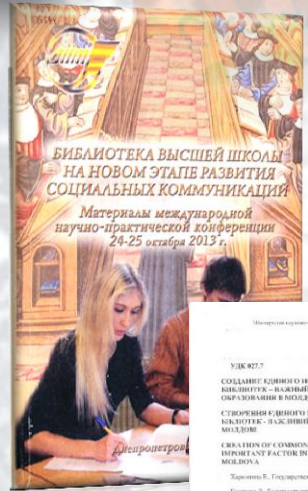 БИБЛИОТЕКА ВЫСШЕЙ ШКОЛЫ
НА НОВОМ ЭТАПЕ РАЗВИТИЯ
СОЦИАЛЬНЫХ КОММУНИКАЦИЙ
Материалы международной
научно-практической конференции
24-25 октября 2013 г.
Днепропетров
УДК 027.7
СОЗДАНИЕ ЕДИНОГО
БИБЛИОТЕК – ВАЖНЫЙ
ОБРАЗОВАНИЯ В МОЛД
СТВОРЕННЯ ЄДИНОГО
БІБЛІОТЕК – ВАЖЛИВИЙ
МОЛДОВІ
CREATION OF COMMON
IMPORTANT FACTOR IN
MOLDOVA